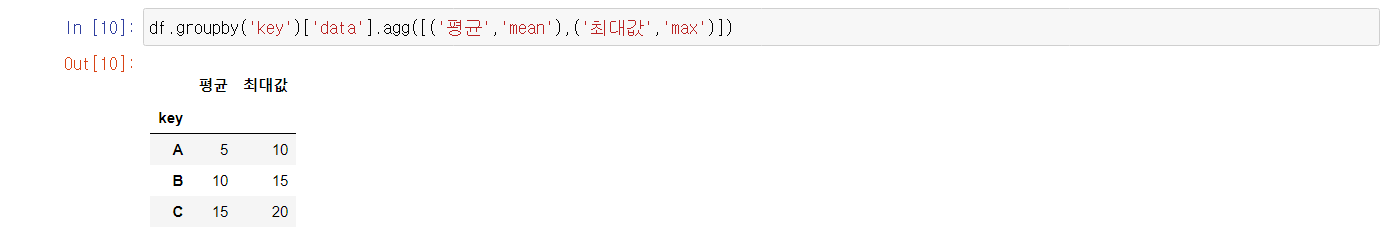 In [10]: df.groupby('key')['data'].agg([('평균','mean'),('최대값','max')])
Out[10]:
평균 최대값
key
A 5 10
B 10 15
C 15 20